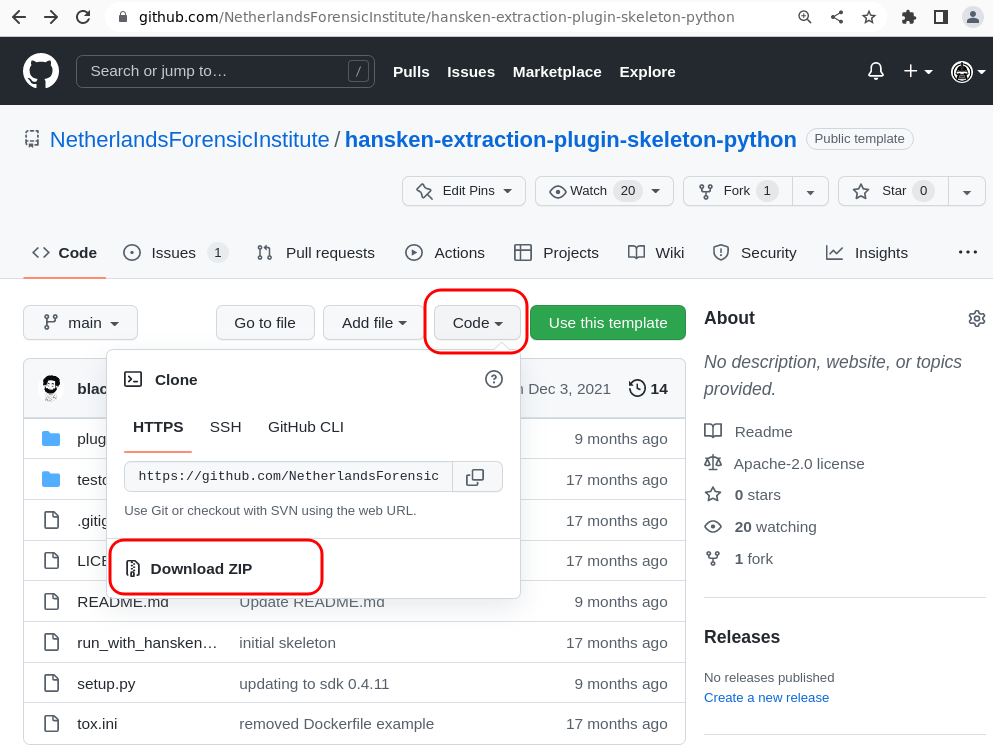 github.com/NetherlandsForensicInstitute/hansken-extraction-plugin-skeleton-python
Search or jump to… /
Pulls Issues Marketplace Explore
NetherlandsForensicInstitute / hansken-extraction-plugin-skeleton-python Public template
Edit Pins Watch 20 Fork 1 Star 0
Code Issues 1 Pull requests Actions Projects Wiki Security Insights
main Go to file Add file Code Use this template
Clone
HTTPS SSH GitHub CLI
https://github.com/NetherlandsForensic
Use Git or checkout with SVN using the web URL.
Download ZIP
Dec 3, 2021 14
plug 9 months ago
17 months ago
.gitig 17 months ago
LICE 17 months ago
README.md Update README.md 9 months ago
run_with_hansken… initial skeleton 17 months ago
setup.py updating to sdk 0.4.11 9 months ago
tox.ini removed Dockerfile example 17 months ago
About
No description, website, or topics
provided.
Readme
Apache-2.0 license
0 stars
20 watching
1 fork
Releases
No releases published
Create a new release